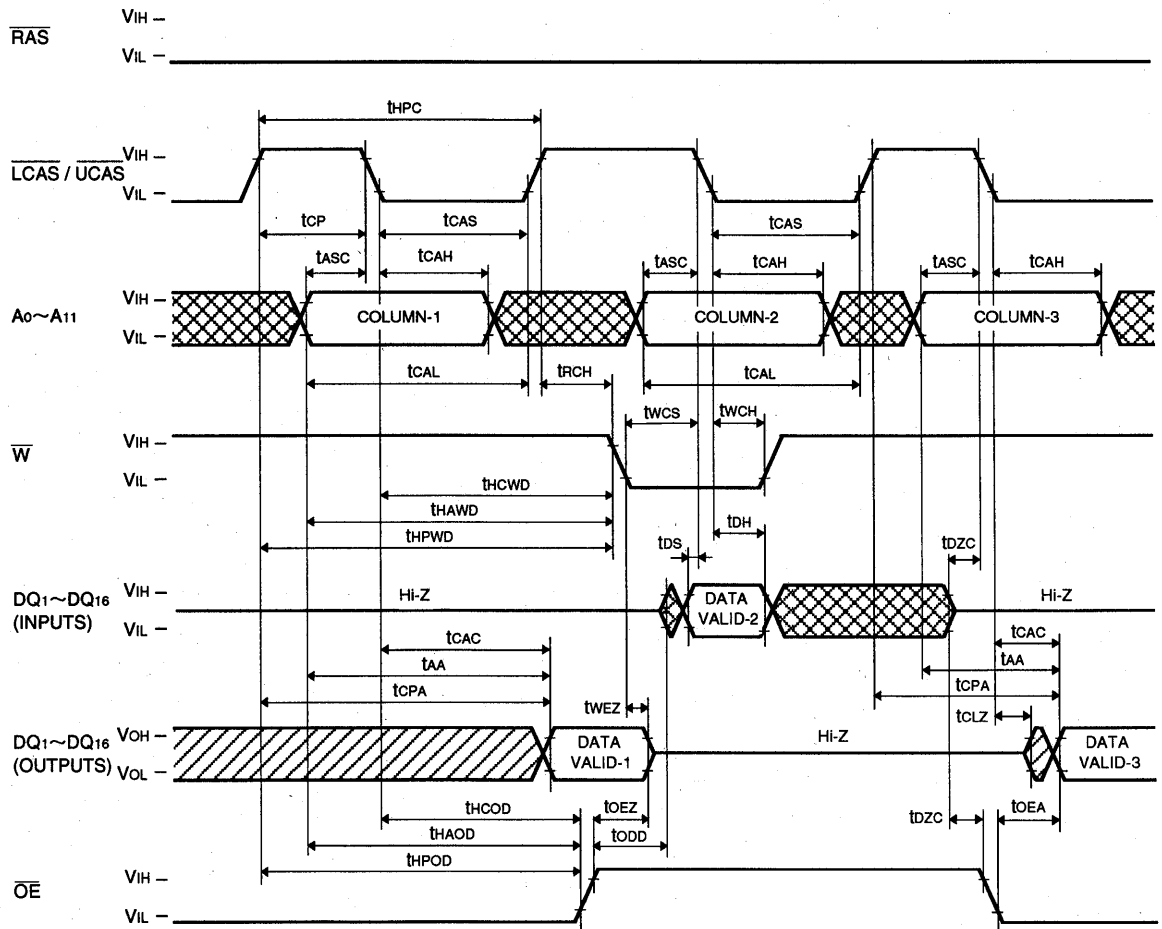 VIH
RAS
VIL
tHPC
VIH
LCAS / UCAS
VIL
tCP tCAS tCAS
tASC tCAH tASC tCAH tASC tCAH
VIH
A0~A11 COLUMN-1 COLUMN-2 COLUMN-3
VIL
tCAL tRCH tCAL
tWCS tWCH
VIH
W
VIL
tHCWD
tHAWD tDH
tHPWD
tDS tDZC
VIH
DQ1~DQ16 Hi-Z DATA Hi-Z
(INPUTS) VALID-2
VIL
tCAC tCAC
tAA tAA
tCPA tCPA
tWEZ tCLZ
VOH
DQ1~DQ16 DATA Hi-Z DATA
(OUTPUTS) VALID-1 VALID-3
VOL
tHCOD tOEZ tDZC tOEA
tHAOD tODD
tHPOD
VIH
OE
VIL